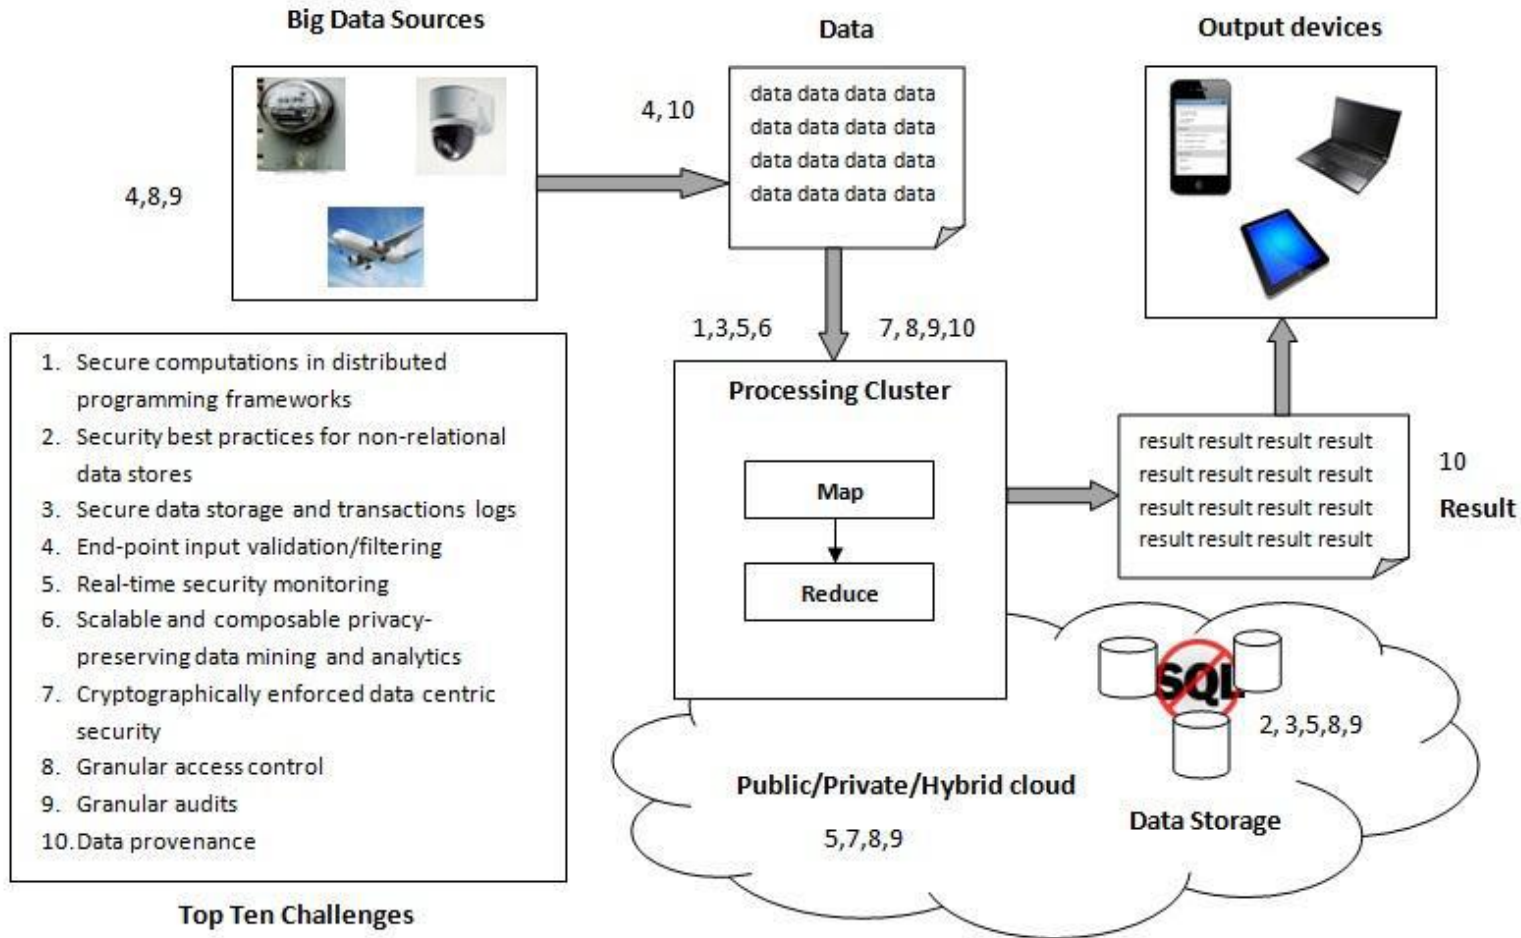 Big Data Sources
Data
Output devices
4,8,9
4, 10
data data data data
data data data data
data data data data
data data data data
1,3,5,6
7, 8,9,10
Processing Cluster
Map
Reduce
result result result result
result result result result
result result result result
result result result result
10
Result
1. Secure computations in distributed
programming frameworks
2. Security best practices for non-relational
data stores
3. Secure data storage and transactions logs
4. End-point input validation/filtering
5. Real-time security monitoring
6. Scalable and composable privacy-
preserving data mining and analytics
7. Cryptographically enforced data centric
security
8. Granular access control
9. Granular audits
10. Data provenance
Top Ten Challenges
SQL
2, 3,5,8,9
Public/Private/Hybrid cloud
5,7,8,9
Data Storage